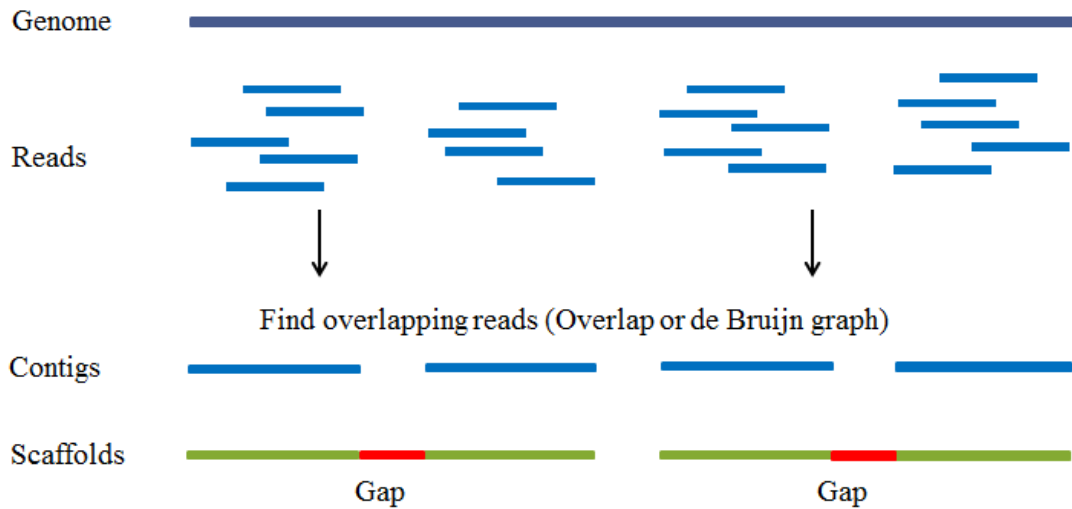 Genome
Reads
Find overlapping reads (Overlap or de Bruijn graph)
Contigs
Scaffolds
Gap Gap